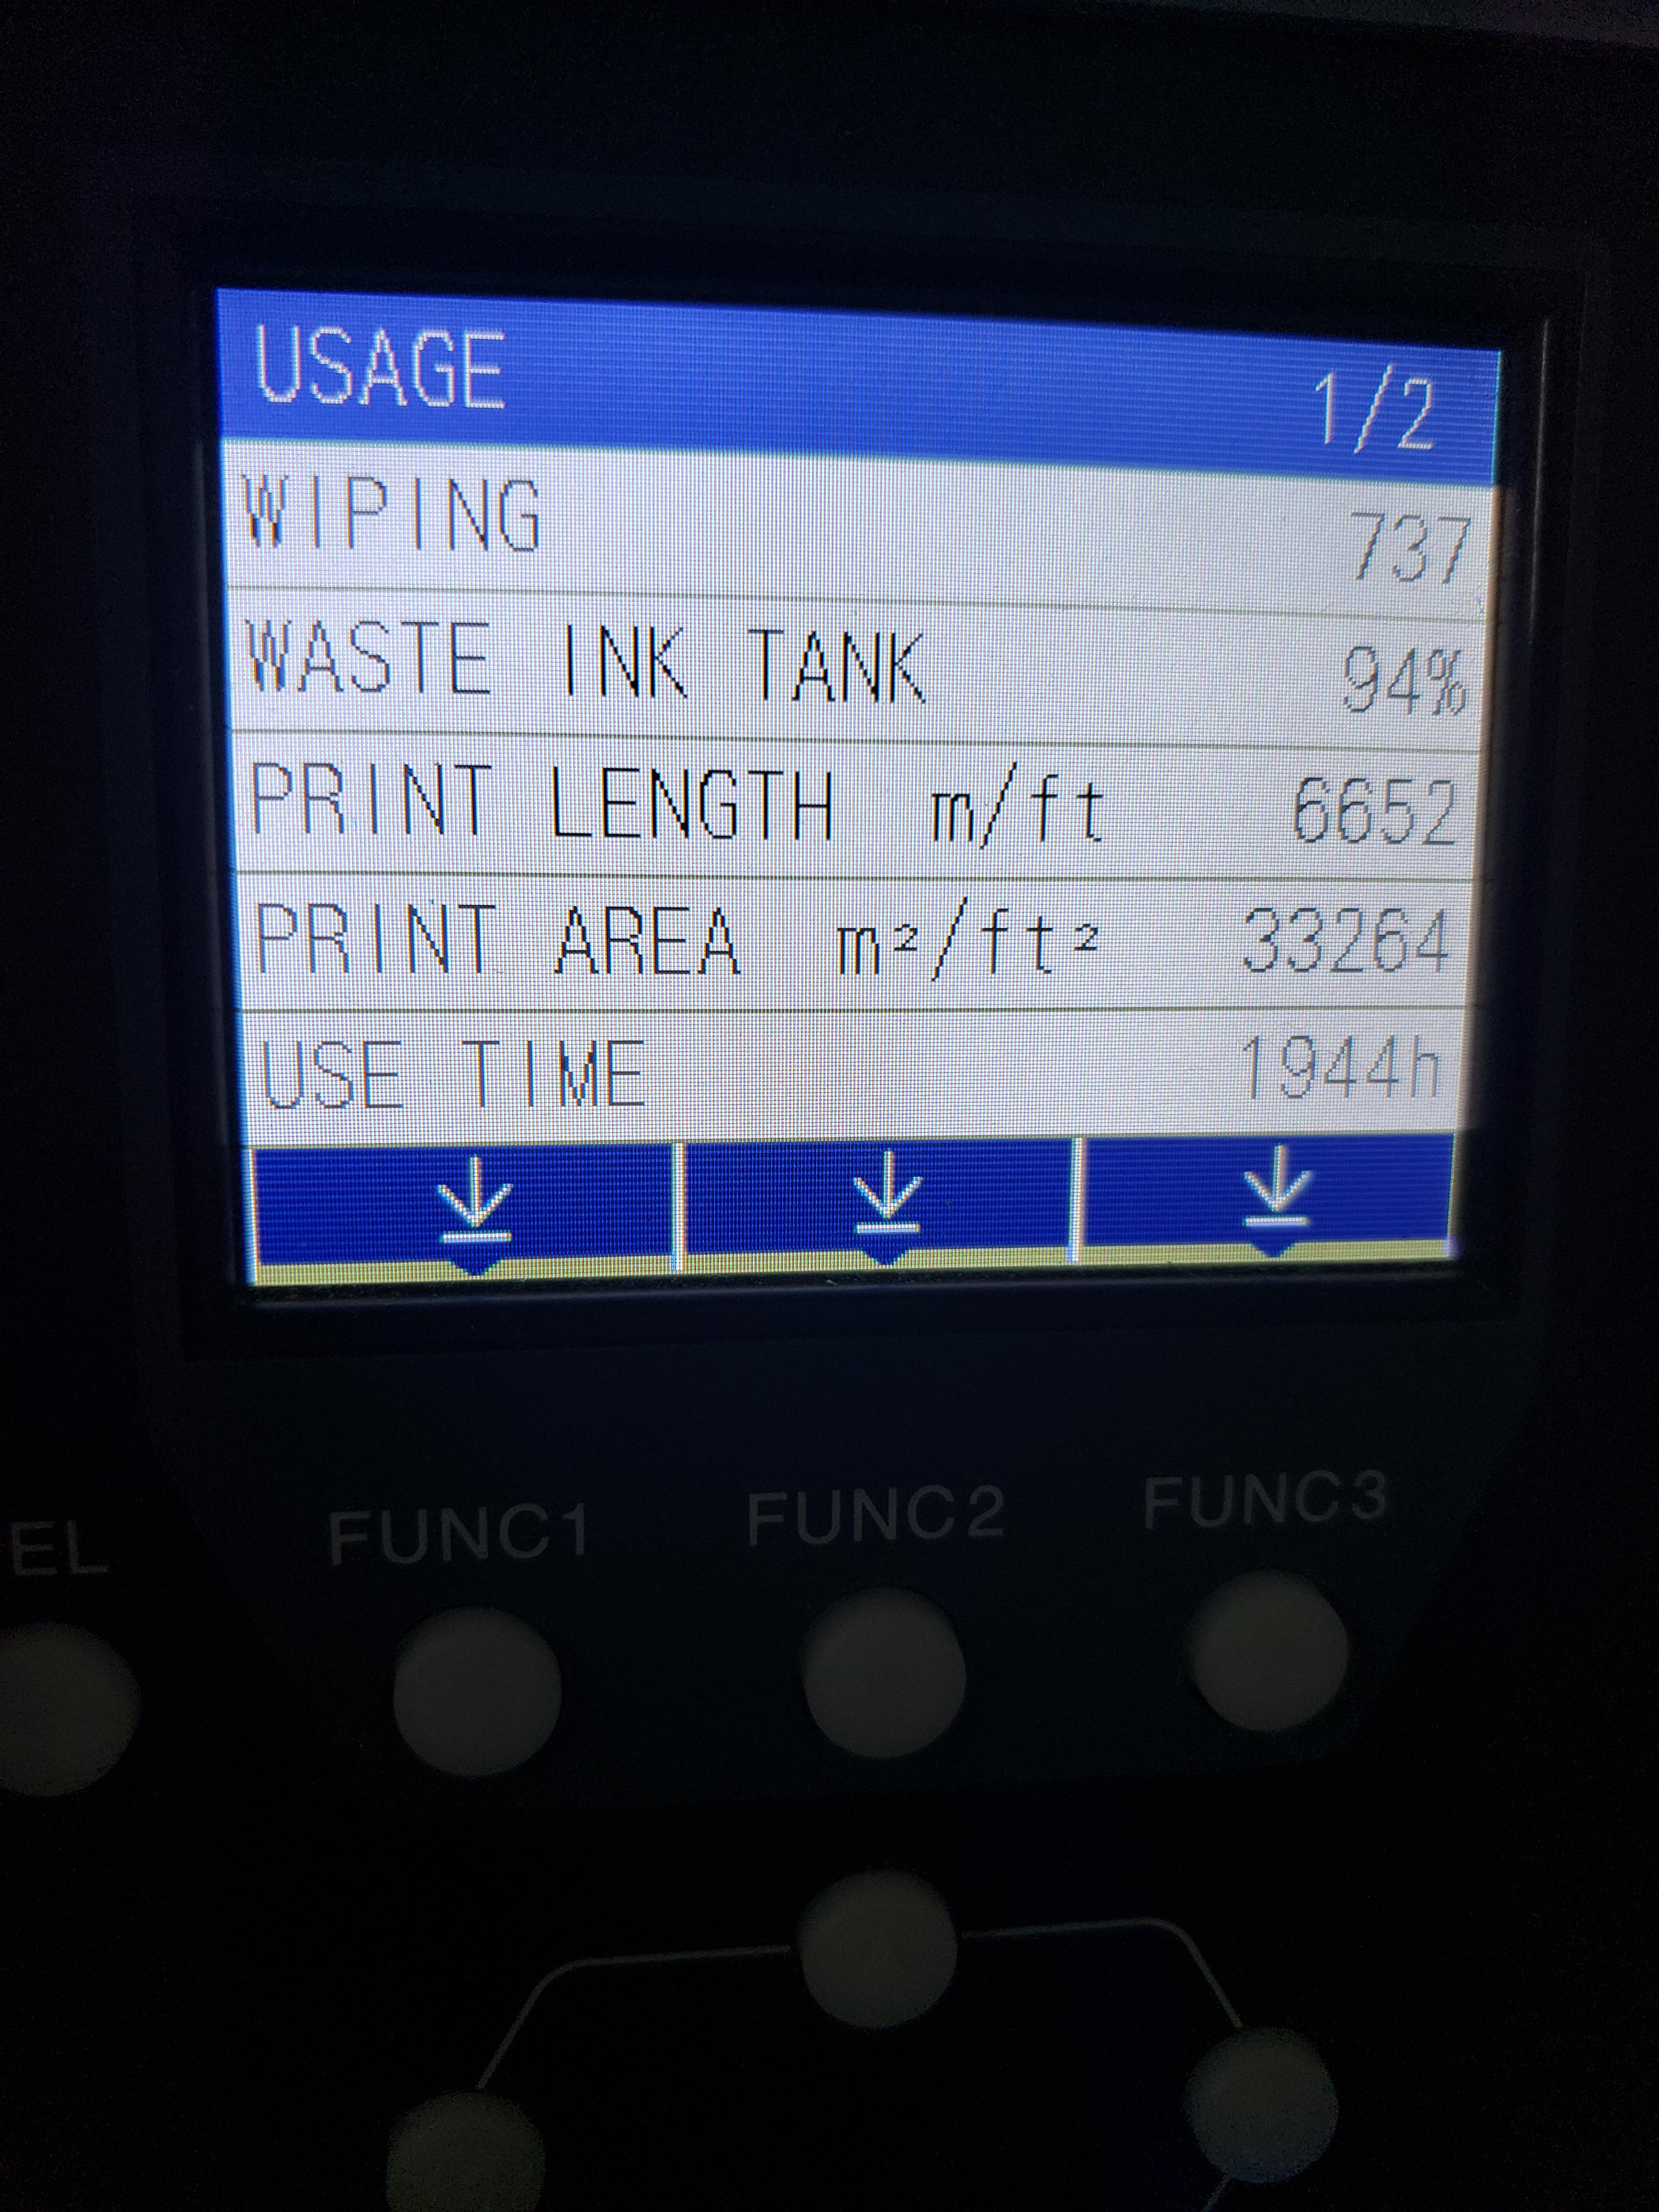 USAGE 1/2
WIPING 737
WASTE INK TANK 94%
PRINT LENGTH m/ft 6652
PRINT AREA m²/ft² 33264
USE TIME 1944h
EL FUNC1 FUNC2 FUNC3